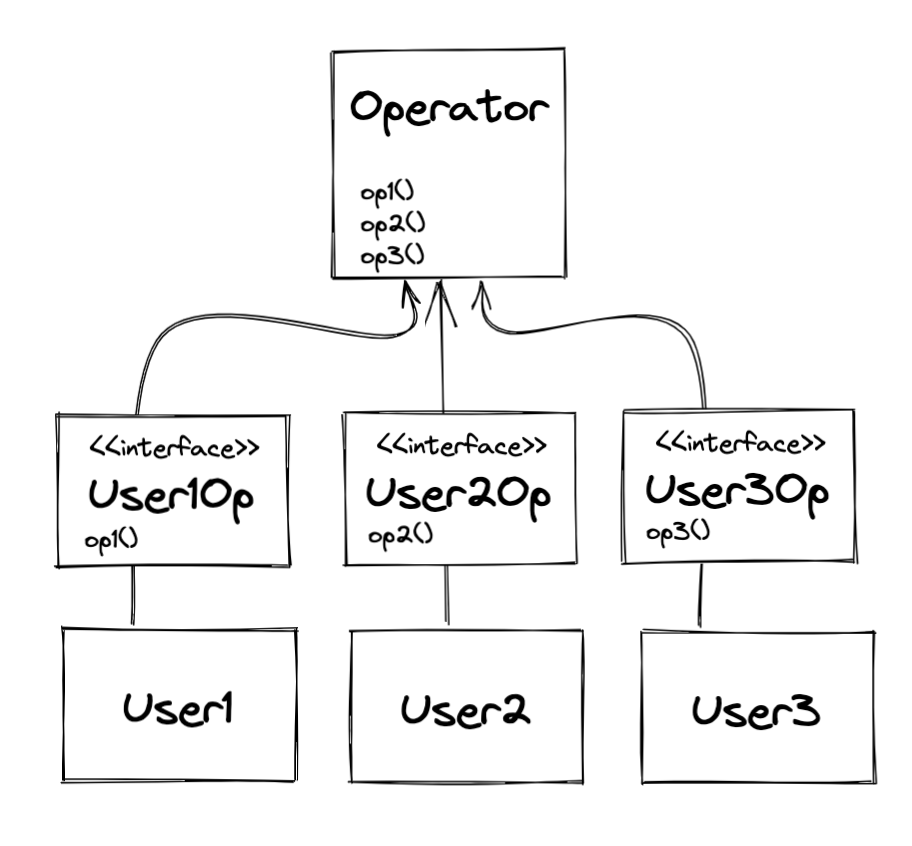 Operator
op1()
op2()
op3()
<<interface>>
User1Op
op1()
<<interface>>
User2Op
op2()
<<interface>>
User3Op
op3()
User1
User2
User3